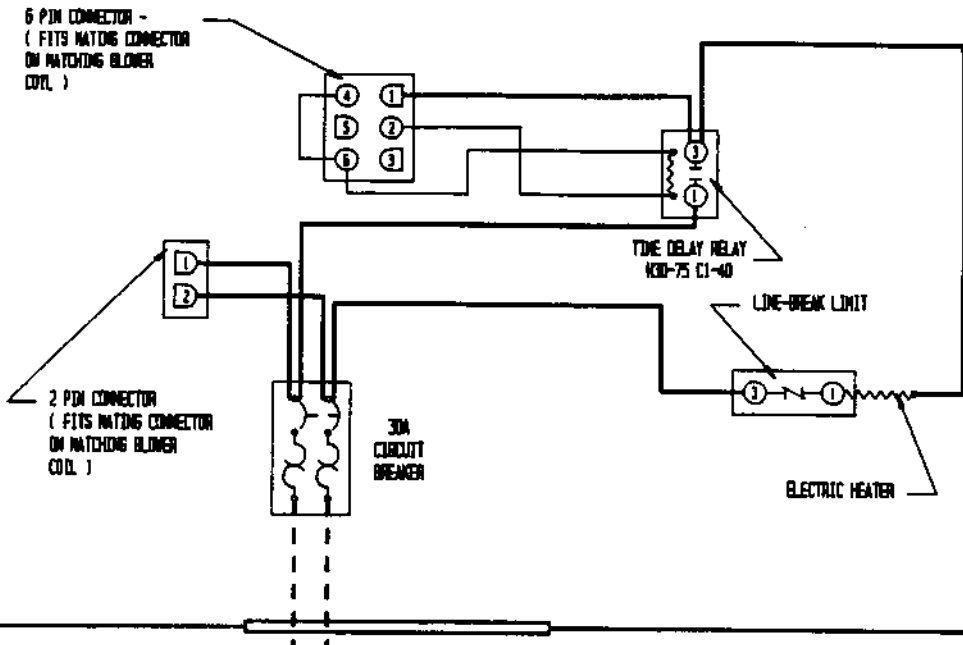 6 PIN CONNECTOR -
( FITS MATING CONNECTOR
ON MATCHING BLOWER
COIL )
4 1
5 2
6 3
3
1
TIME DELAY RELAY
C1-40
1
2
LINE-BREAK LIMIT
3 1
2 PIN CONNECTOR
( FITS MATING CONNECTOR
ON MATCHING BLOWER
COIL )
30A
CIRCUIT
BREAKER
ELECTRIC HEATER